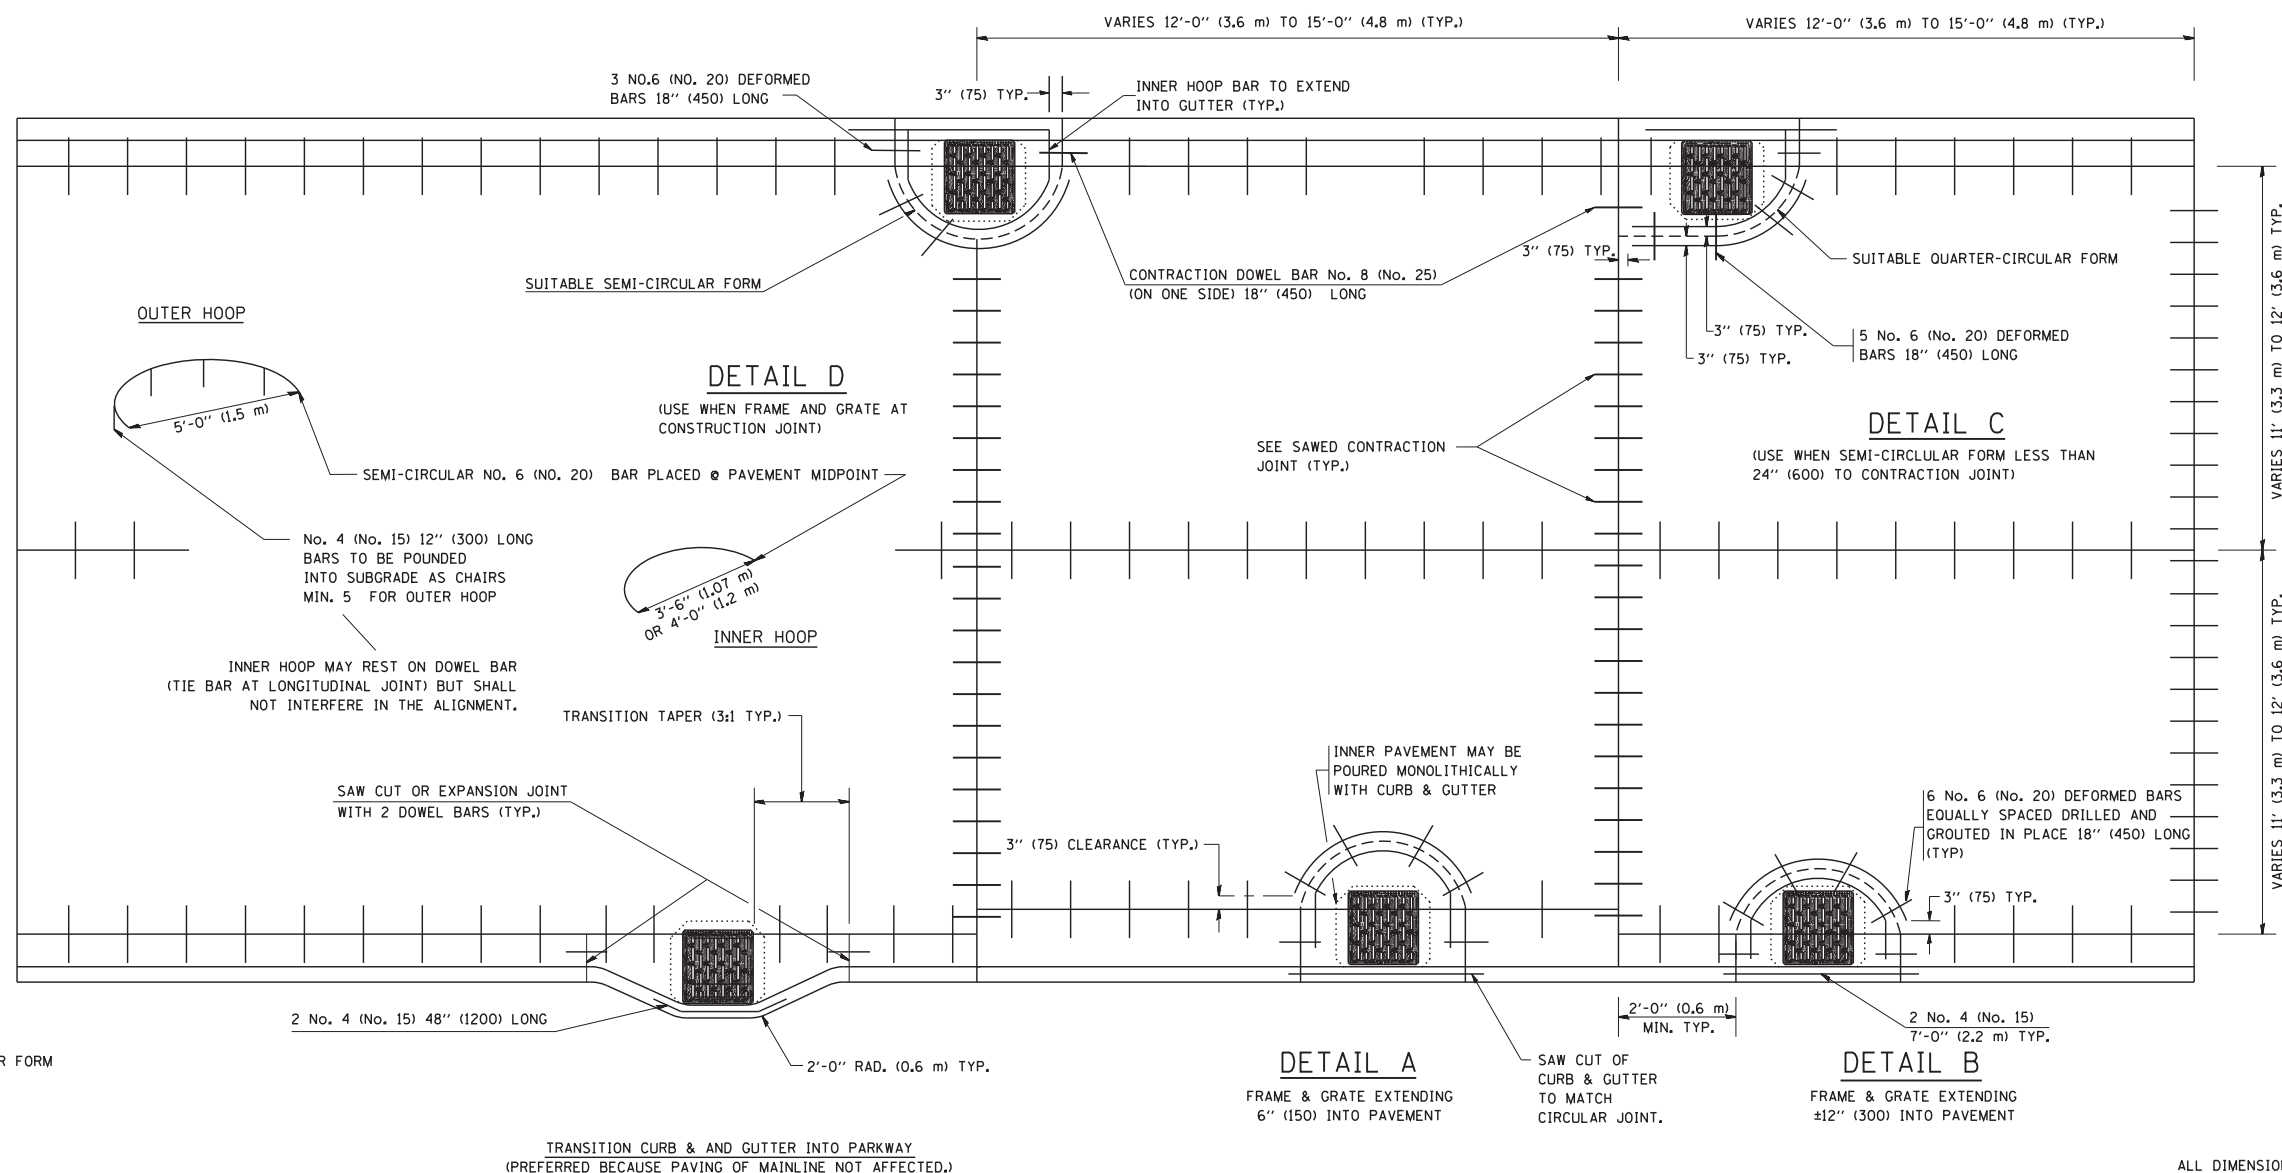 VARIES 12'-0" (3.6 m) TO 15'-0" (4.8 m) (TYP.)
VARIES 12'-0" (3.6 m) TO 15'-0" (4.8 m) (TYP.)
3 NO.6 (NO. 20) DEFORMED
BARS 18" (450) LONG
3" (75) TYP.
INNER HOOP BAR TO EXTEND
INTO GUTTER (TYP.)
SUITABLE SEMI-CIRCULAR FORM
CONTRACTION DOWEL BAR No. 8 (No. 25)
(ON ONE SIDE) 18" (450) LONG
3" (75) TYP.
SUITABLE QUARTER-CIRCULAR FORM
3" (75) TYP.
3" (75) TYP.
5 No. 6 (No. 20) DEFORMED
BARS 18" (450) LONG
VARIES 11' (3.3 m) TO 12' (3.6 m) TYP.
OUTER HOOP
5'-0" (1.5 m)
DETAIL D
(USE WHEN FRAME AND GRATE AT
CONSTRUCTION JOINT)
SEE SAWED CONTRACTION
JOINT (TYP.)
DETAIL C
(USE WHEN SEMI-CIRCLULAR FORM LESS THAN
24" (600) TO CONTRACTION JOINT)
SEMI-CIRCULAR NO. 6 (NO. 20) BAR PLACED @ PAVEMENT MIDPOINT
No. 4 (No. 15) 12" (300) LONG
BARS TO BE POUNDED
INTO SUBGRADE AS CHAIRS
MIN. 5 FOR OUTER HOOP
3'-6" (1.07 m)
OR 4'-0" (1.2 m)
INNER HOOP
INNER HOOP MAY REST ON DOWEL BAR
(TIE BAR AT LONGITUDINAL JOINT) BUT SHALL
NOT INTERFERE IN THE ALIGNMENT.
VARIES 11' (3.3 m) TO 12' (3.6 m) TYP.
TRANSITION TAPER (3:1 TYP.)
SAW CUT OR EXPANSION JOINT
WITH 2 DOWEL BARS (TYP.)
INNER PAVEMENT MAY BE
POURED MONOLITHICALLY
WITH CURB & GUTTER
3" (75) CLEARANCE (TYP.)
6 No. 6 (No. 20) DEFORMED BARS
EQUALLY SPACED DRILLED AND
GROUTED IN PLACE 18" (450) LONG
(TYP)
3" (75) TYP.
2 No. 4 (No. 15) 48" (1200) LONG
2'-0" RAD. (0.6 m) TYP.
2'-0" (0.6 m)
MIN. TYP.
2 No. 4 (No. 15)
7'-0" (2.2 m) TYP.
R FORM
DETAIL A
FRAME & GRATE EXTENDING
6" (150) INTO PAVEMENT
SAW CUT OF
CURB & GUTTER
TO MATCH
CIRCULAR JOINT.
DETAIL B
FRAME & GRATE EXTENDING
±12" (300) INTO PAVEMENT
TRANSITION CURB & AND GUTTER INTO PARKWAY
(PREFERRED BECAUSE PAVING OF MAINLINE NOT AFFECTED.)
ALL DIMENSIO